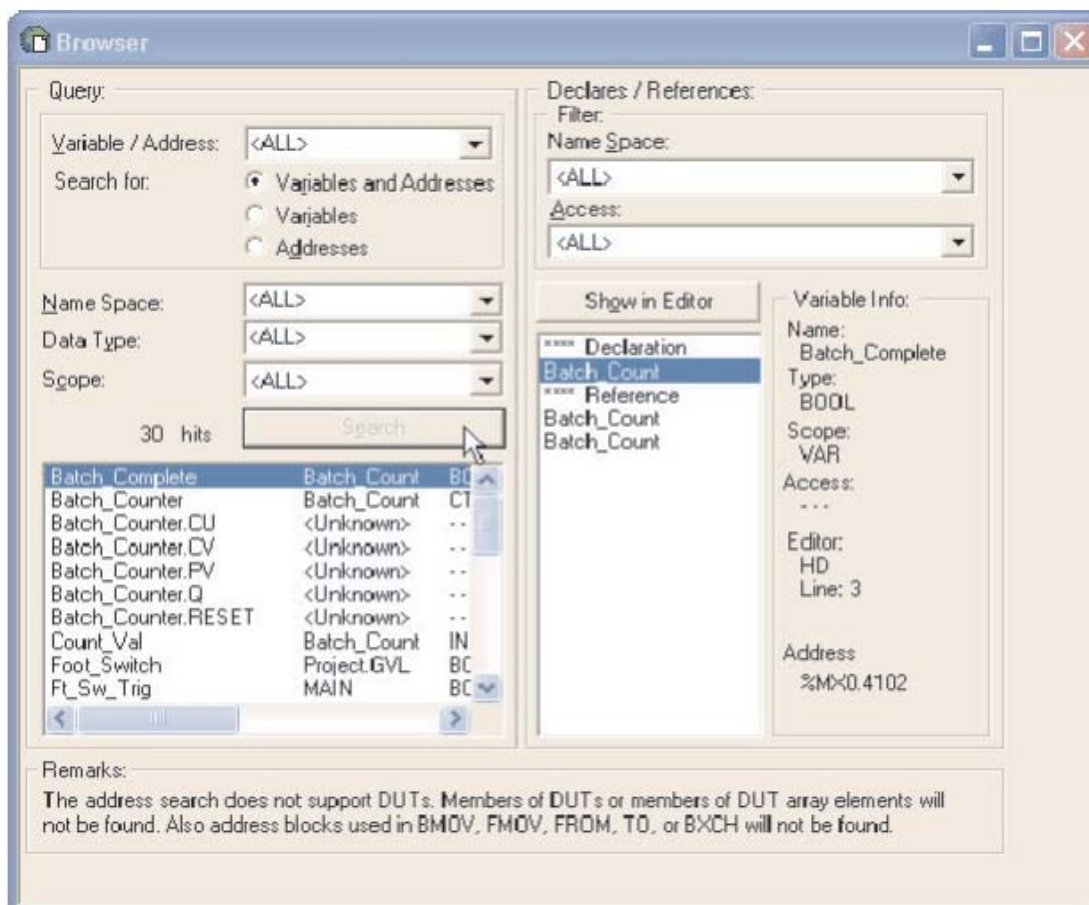 Browser
Query:
Variable / Address:
<ALL>
Search for:
Variables and Addresses
Variables
Addresses
Name Space:
<ALL>
Data Type:
<ALL>
Scope:
<ALL>
30 hits
Search
Batch_Complete Batch_Count BC
Batch_Counter Batch_Count CT
Batch_Counter.CU <Unknown> --
Batch_Counter.CV <Unknown> --
Batch_Counter.PV <Unknown> --
Batch_Counter.Q <Unknown> --
Batch_Counter.RESET <Unknown> --
Count_Val Batch_Count IN
Foot_Switch Project.GVL BC
Ft_Sw_Trig MAIN BC
Declares / References:
Filter:
Name Space:
<ALL>
Access:
<ALL>
Show in Editor
**** Declaration
Batch_Count
**** Reference
Batch_Count
Batch_Count
Variable Info:
Name:
Batch_Complete
Type:
BOOL
Scope:
VAR
Access:
---
Editor:
HD
Line: 3
Address
%MX0.4102
Remarks:
The address search does not support DUTs. Members of DUTs or members of DUT array elements will
not be found. Also address blocks used in BMOV, FMOV, FROM, TO, or BXCH will not be found.